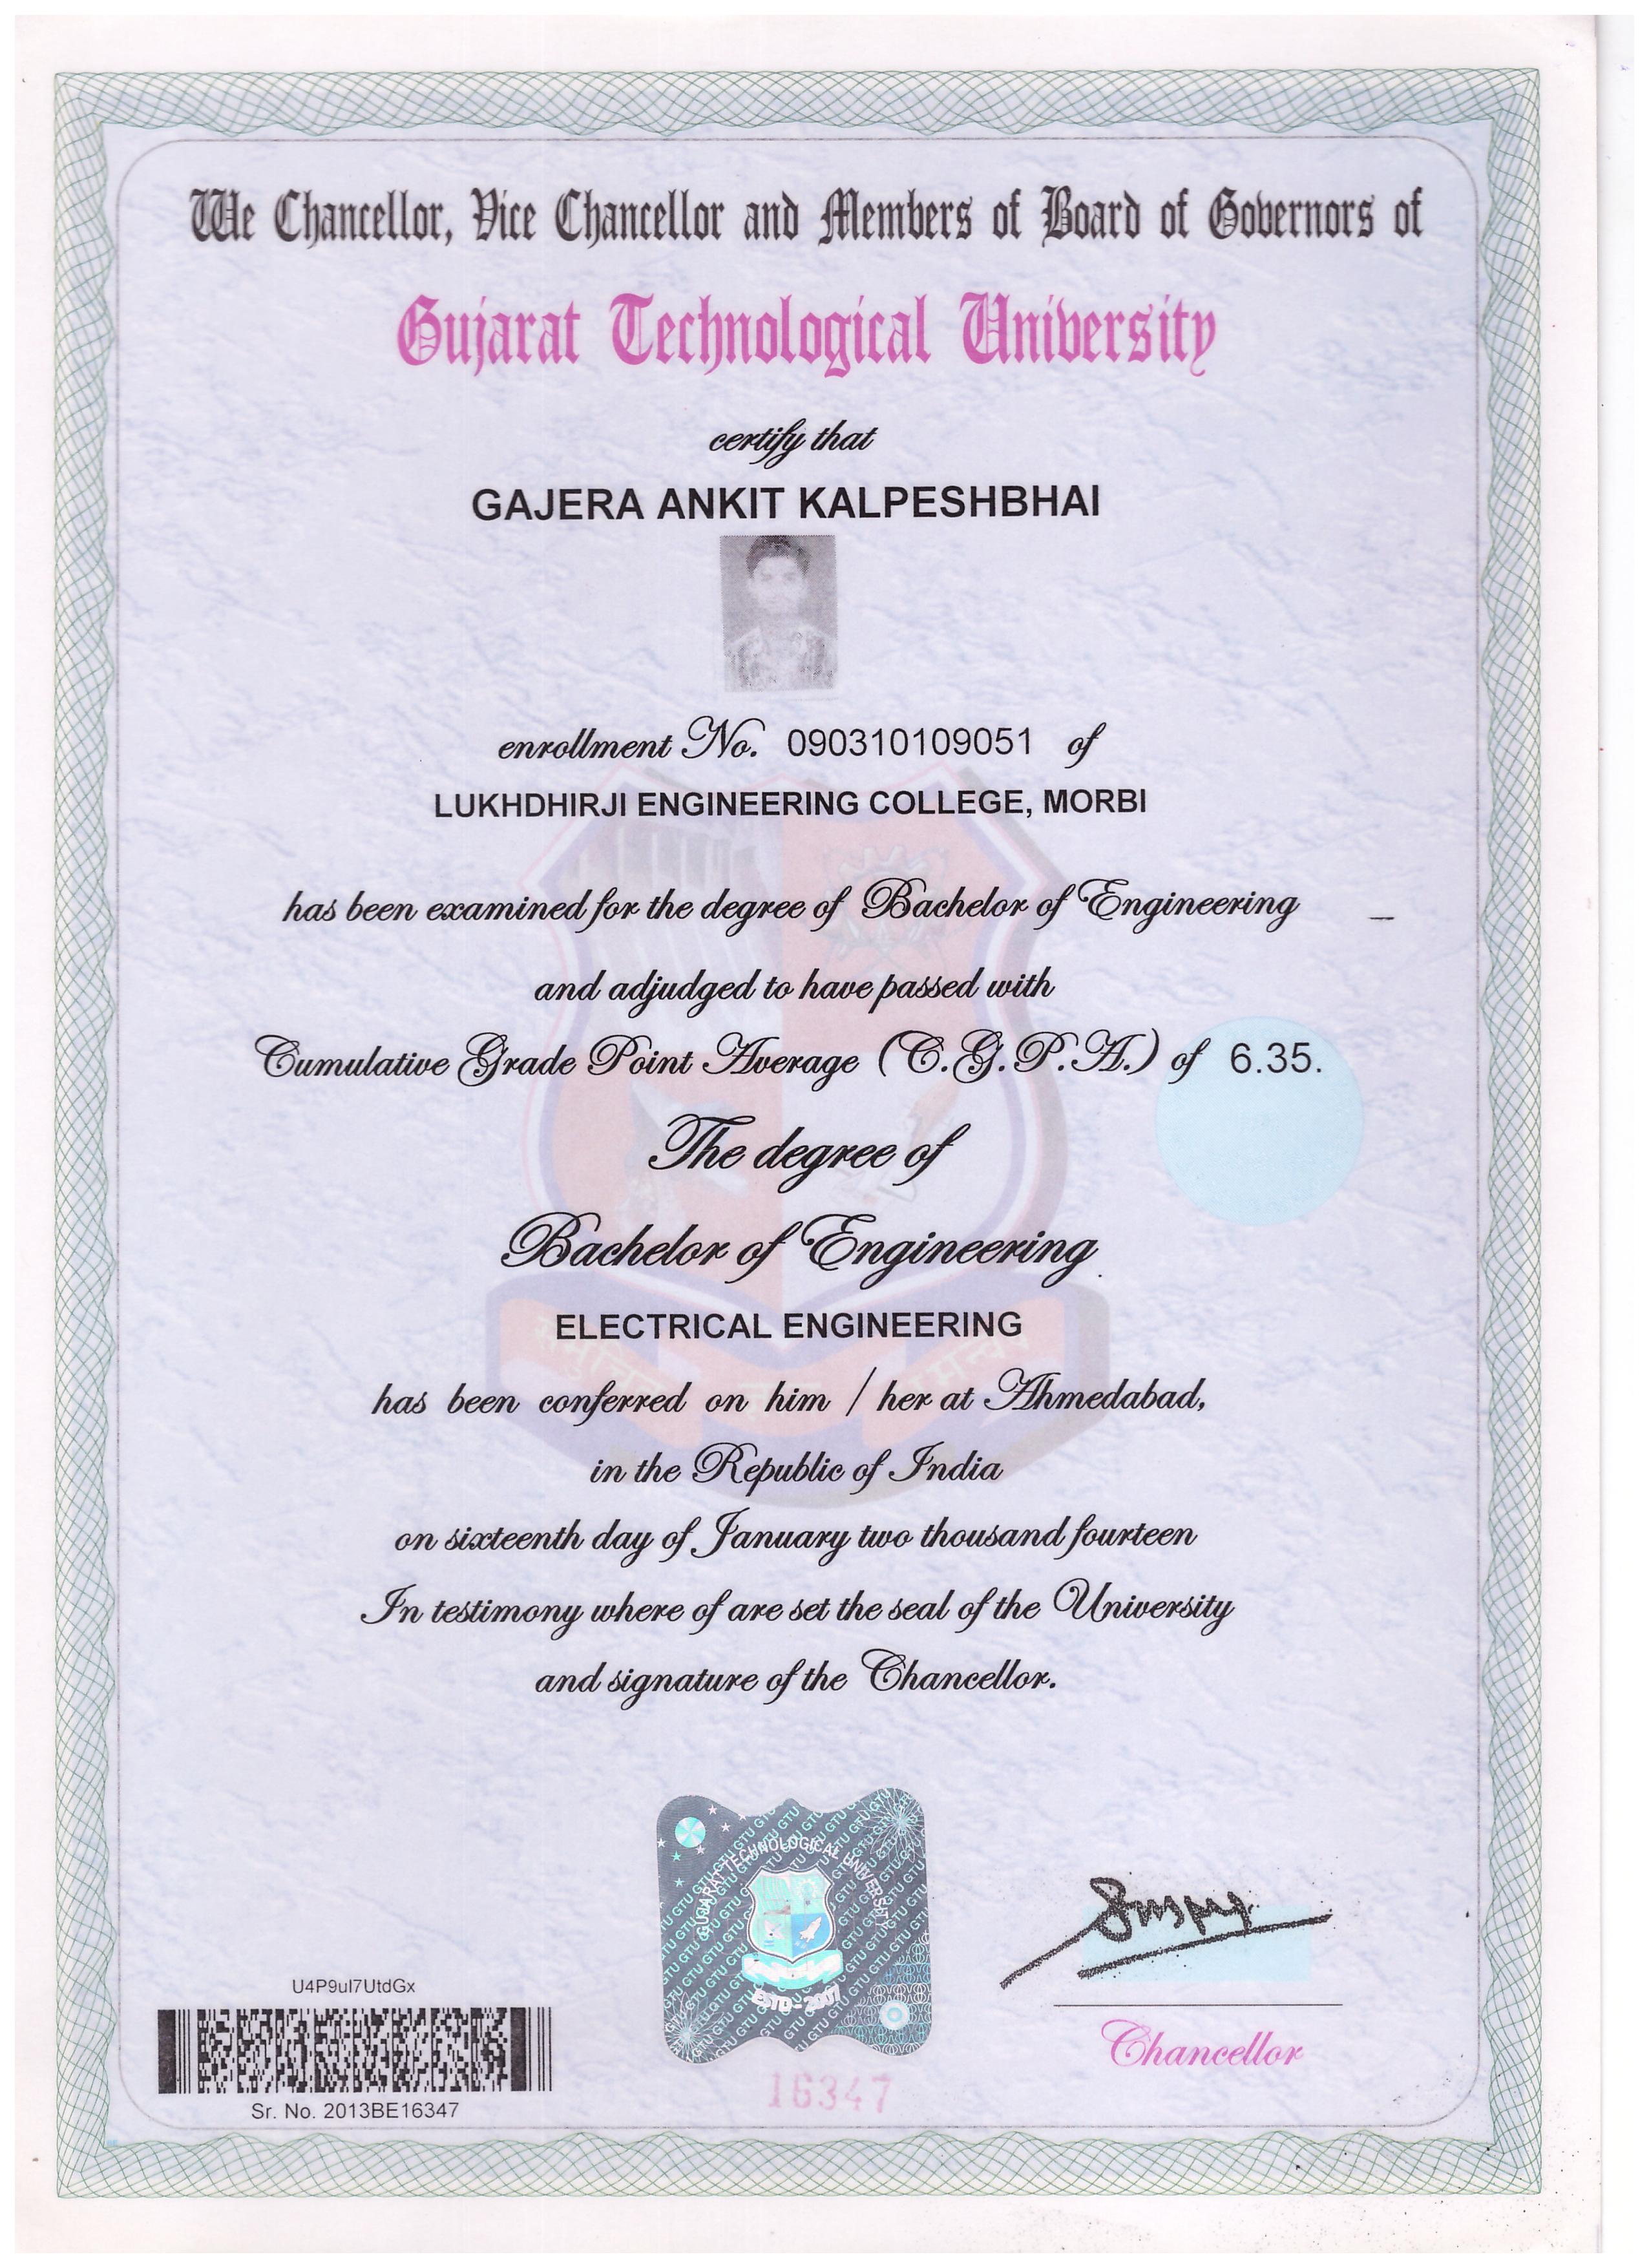 We Chancellor, Vice Chancellor and Members of Board of Governors of
Gujarat Technological University
certify that
GAJERA ANKIT KALPESHBHAI
enrollment No. 090310109051 of
LUKHDHIRJI ENGINEERING COLLEGE, MORBI
has been examined for the degree of Bachelor of Engineering
and adjudged to have passed with
Cumulative Grade Point Average (C.G.P.A.) of 6.35.
The degree of
Bachelor of Engineering
ELECTRICAL ENGINEERING
has been conferred on him / her at Ahmedabad,
in the Republic of India
on sixteenth day of January two thousand fourteen
In testimony where of are set the seal of the University
and signature of the Chancellor.
GUJARAT TECHNOLOGICAL UNIVERSITY
ESTD - 2007
U4P9uI7UtdGx
Sr. No. 2013BE16347
16347
Chancellor